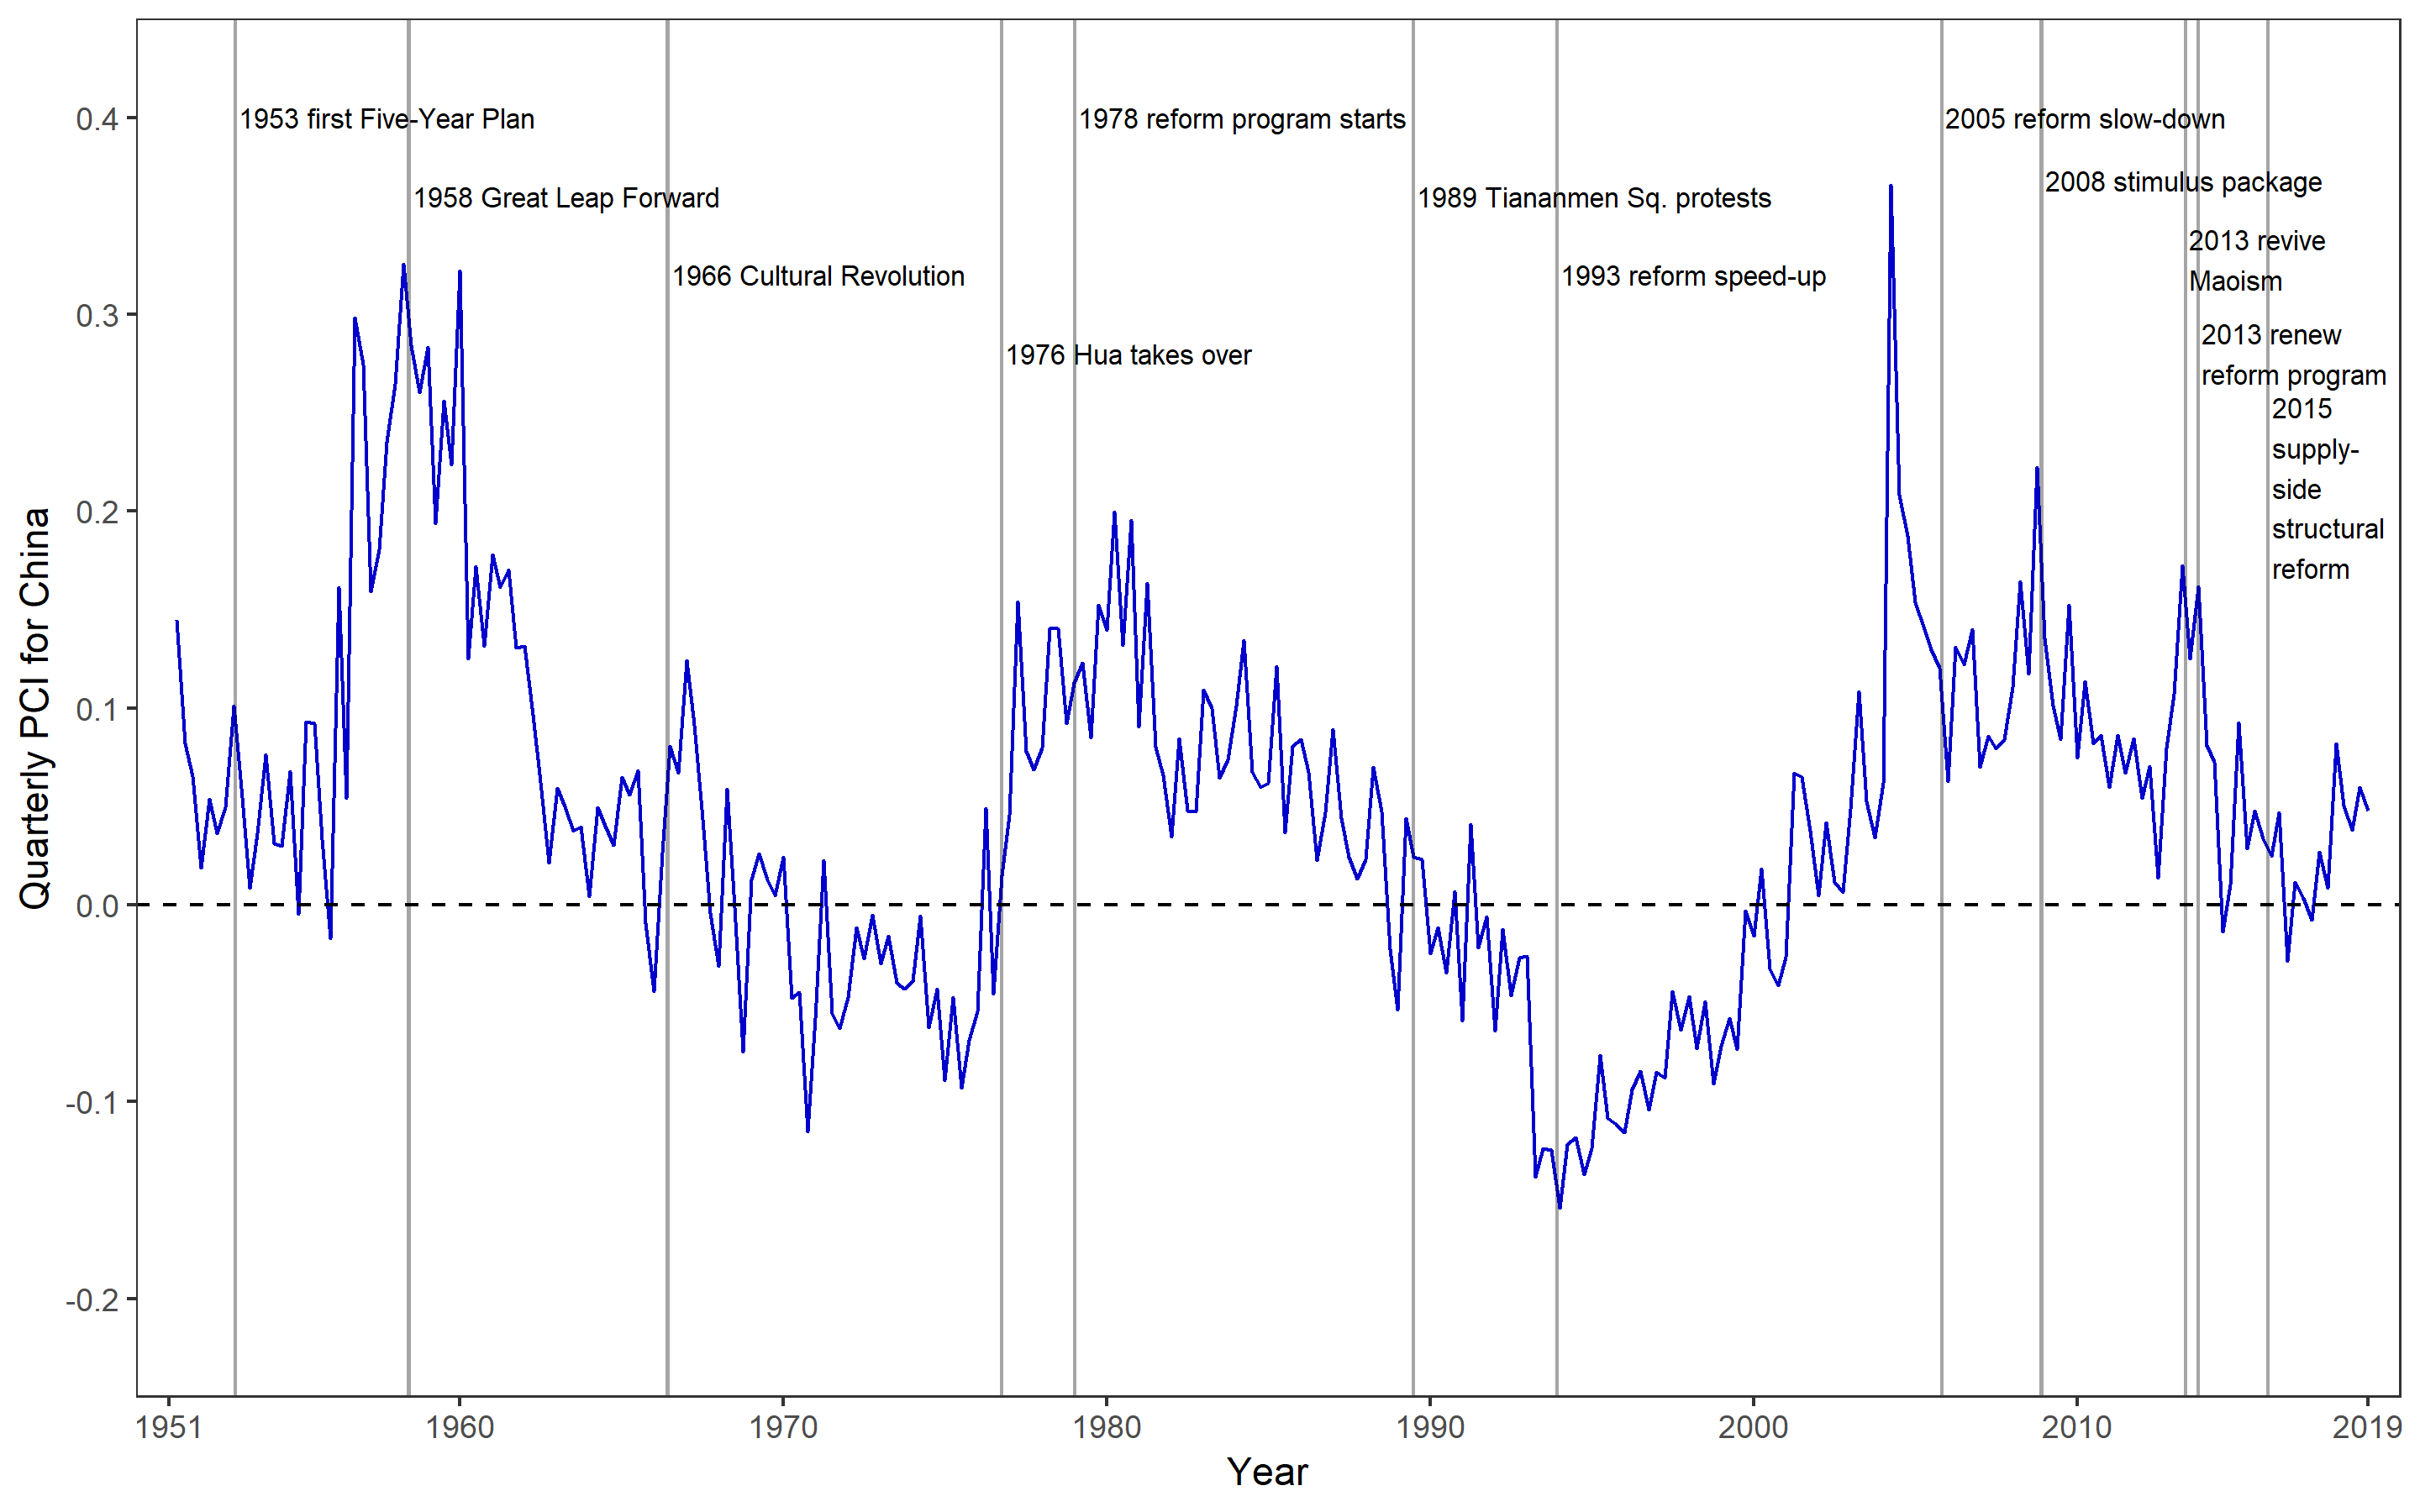 0.4
0.3
0.2
0.1
0.0
-0.1
-0.2
Quarterly PCI for China
1953 first Five-Year Plan
1958 Great Leap Forward
1966 Cultural Revolution
1976 Hua takes over
1978 reform program starts
1989 Tiananmen Sq. protests
1993 reform speed-up
2005 reform slow-down
2008 stimulus package
2013 revive
Maoism
2013 renew
reform program
2015
supply-
side
structural
reform
1951
1960
1970
1980
1990
2000
2010
2019
Year